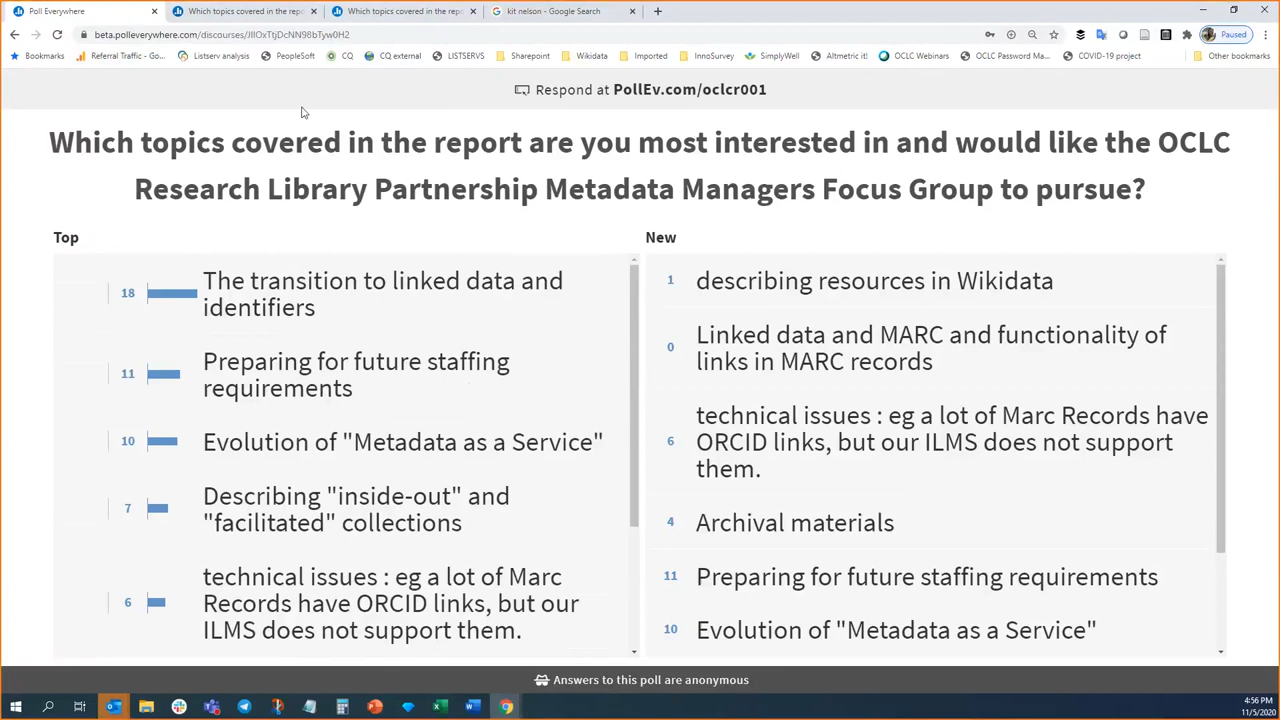 Poll Everywhere
Which topics covered in the repo
Which topics covered in the repo
kit nelson - Google Search
beta.polleverywhere.com/discourses/JIlOxTtjDcNN98bTyw0H2
Paused
Bookmarks
Referral Traffic - Go...
Listserv analysis
PeopleSoft
CQ
CQ external
LISTSERVS
Sharepoint
Wikidata
Imported
InnoSurvey
SimplyWell
Altmetric it!
OCLC Webinars
OCLC Password Ma...
COVID-19 project
Other bookmarks
Respond at PollEv.com/oclcr001
Which topics covered in the report are you most interested in and would like the OCLC
Research Library Partnership Metadata Managers Focus Group to pursue?
Top
18
The transition to linked data and
identifiers
11
Preparing for future staffing
requirements
10
Evolution of "Metadata as a Service"
7
Describing "inside-out" and
"facilitated" collections
6
technical issues : eg a lot of Marc
Records have ORCID links, but our
ILMS does not support them.
New
1
describing resources in Wikidata
0
Linked data and MARC and functionality of
links in MARC records
6
technical issues : eg a lot of Marc Records have
ORCID links, but our ILMS does not support
them.
4
Archival materials
11
Preparing for future staffing requirements
10
Evolution of "Metadata as a Service"
Answers to this poll are anonymous
4:56 PM
11/5/2020